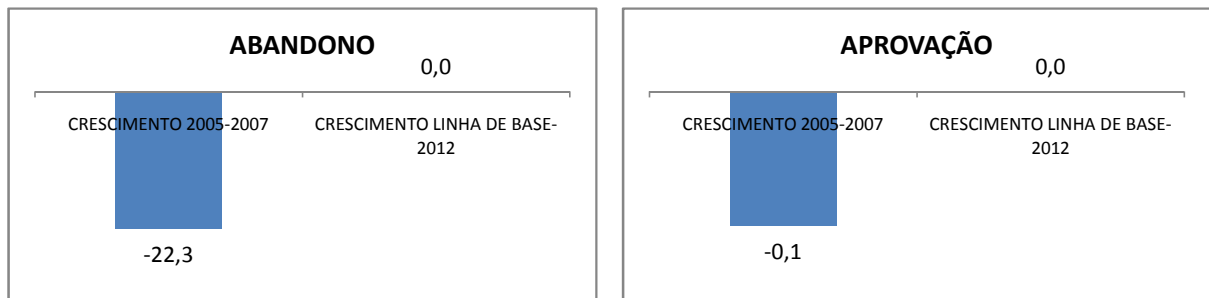 ABANDONO
0,0
CRESCIMENTO 2005-2007
CRESCIMENTO LINHA DE BASE-
2012
-22,3
APROVAÇÃO
0,0
CRESCIMENTO 2005-2007
CRESCIMENTO LINHA DE BASE-
2012
-0,1